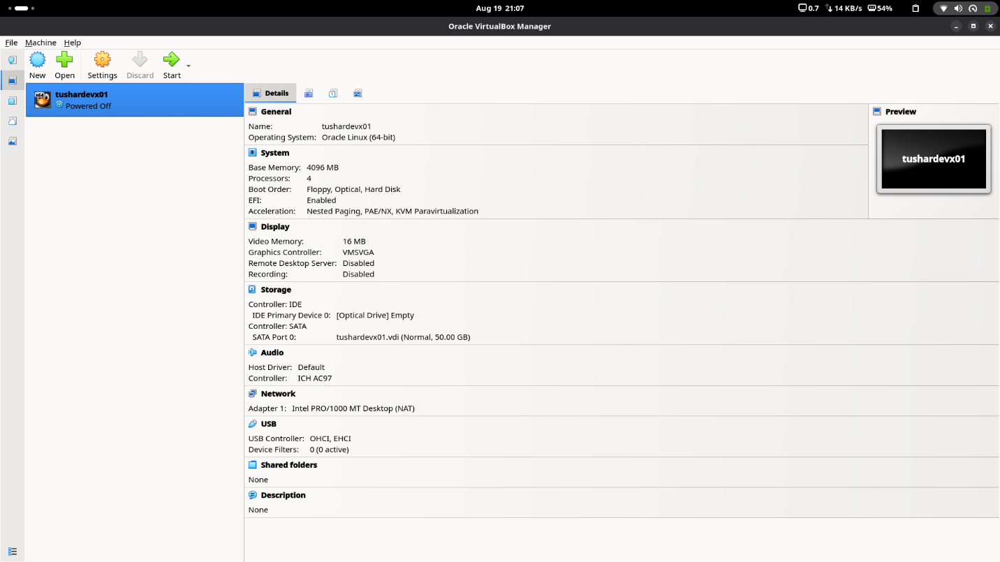 Aug 19 21:07
0.7 14 KB/s 54%
Oracle VirtualBox Manager
File Machine Help
New Open Settings Discard Start
tushardevx01
Powered Off
Details
General
Name: tushardevx01
Operating System: Oracle Linux (64-bit)
Preview
tushardevx01
System
Base Memory: 4096 MB
Processors: 4
Boot Order: Floppy, Optical, Hard Disk
EFI: Enabled
Acceleration: Nested Paging, PAE/NX, KVM Paravirtualization
Display
Video Memory: 16 MB
Graphics Controller: VMSVGA
Remote Desktop Server: Disabled
Recording: Disabled
Storage
Controller: IDE
IDE Primary Device 0: [Optical Drive] Empty
Controller: SATA
SATA Port 0: tushardevx01.vdi (Normal, 50.00 GB)
Audio
Host Driver: Default
Controller: ICH AC97
Network
Adapter 1: Intel PRO/1000 MT Desktop (NAT)
USB
USB Controller: OHCI, EHCI
Device Filters: 0 (0 active)
Shared folders
None
Description
None